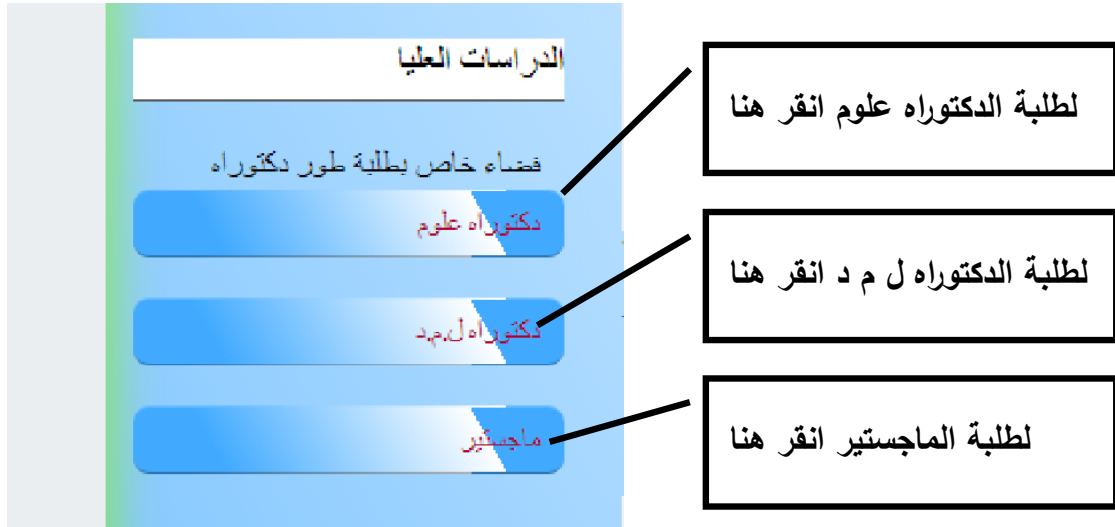 الدراسات العليا
فضاء خاص بطلبة طور دكتوراه
دكتوراه علوم
دكتوراه ل.م.د
ماجستير
لطلبة الدكتوراه علوم انقر هنا
لطلبة الدكتوراه ل م د انقر هنا
لطلبة الماجستير انقر هنا